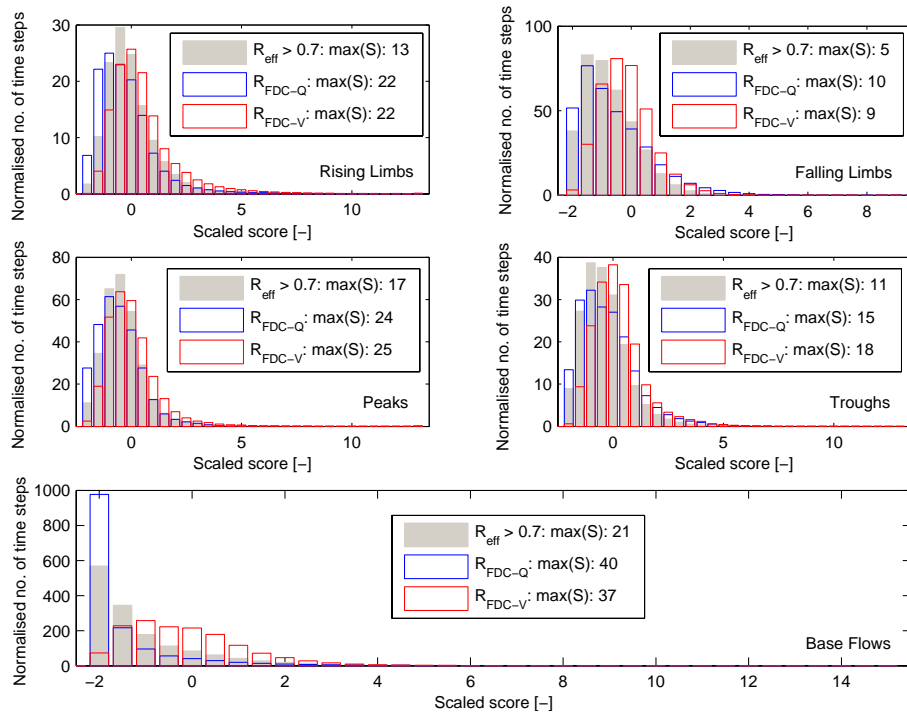 Normalised no. of time steps
30
20
10
0
R_eff > 0.7: max(S): 13
R_FDC−Q: max(S): 22
R_FDC−V: max(S): 22
Rising Limbs
0 5 10
Scaled score [−]
Normalised no. of time steps
100
50
0
R_eff > 0.7: max(S): 5
R_FDC−Q: max(S): 10
R_FDC−V: max(S): 9
Falling Limbs
−2 0 2 4 6 8
Scaled score [−]
Normalised no. of time steps
80
60
40
20
0
R_eff > 0.7: max(S): 17
R_FDC−Q: max(S): 24
R_FDC−V: max(S): 25
Peaks
0 5 10
Scaled score [−]
Normalised no. of time steps
40
30
20
10
0
R_eff > 0.7: max(S): 11
R_FDC−Q: max(S): 15
R_FDC−V: max(S): 18
Troughs
0 5 10
Scaled score [−]
Normalised no. of time steps
1000
800
600
400
200
0
R_eff > 0.7: max(S): 21
R_FDC−Q: max(S): 40
R_FDC−V: max(S): 37
Base Flows
−2 0 2 4 6 8 10 12 14
Scaled score [−]